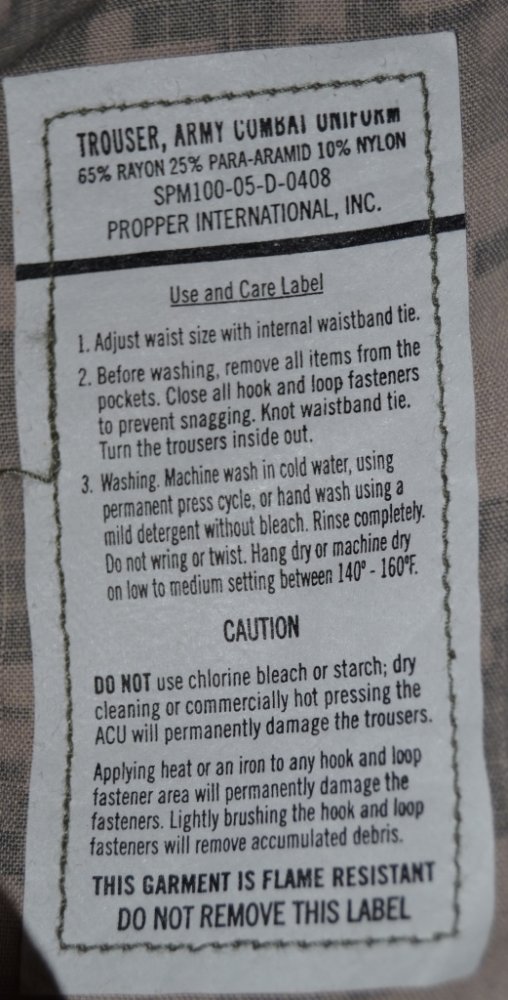 TROUSER, ARMY COMBAT UNIFORM
65% RAYON 25% PARA-ARAMID 10% NYLON
SPM100-05-D-0408
PROPPER INTERNATIONAL, INC.
Use and Care Label
1. Adjust waist size with internal waistband tie.
2. Before washing, remove all items from the
pockets. Close all hook and loop fasteners
to prevent snagging. Knot waistband tie.
Turn the trousers inside out.
3. Washing. Machine wash in cold water, using
permanent press cycle, or hand wash using a
mild detergent without bleach. Rinse completely.
Do not wring or twist. Hang dry or machine dry
on low to medium setting between 140° - 160°F.
CAUTION
DO NOT use chlorine bleach or starch; dry
cleaning or commercially hot pressing the
ACU will permanently damage the trousers.
Applying heat or an iron to any hook and loop
fastener area will permanently damage the
fasteners. Lightly brushing the hook and loop
fasteners will remove accumulated debris.
THIS GARMENT IS FLAME RESISTANT
DO NOT REMOVE THIS LABEL